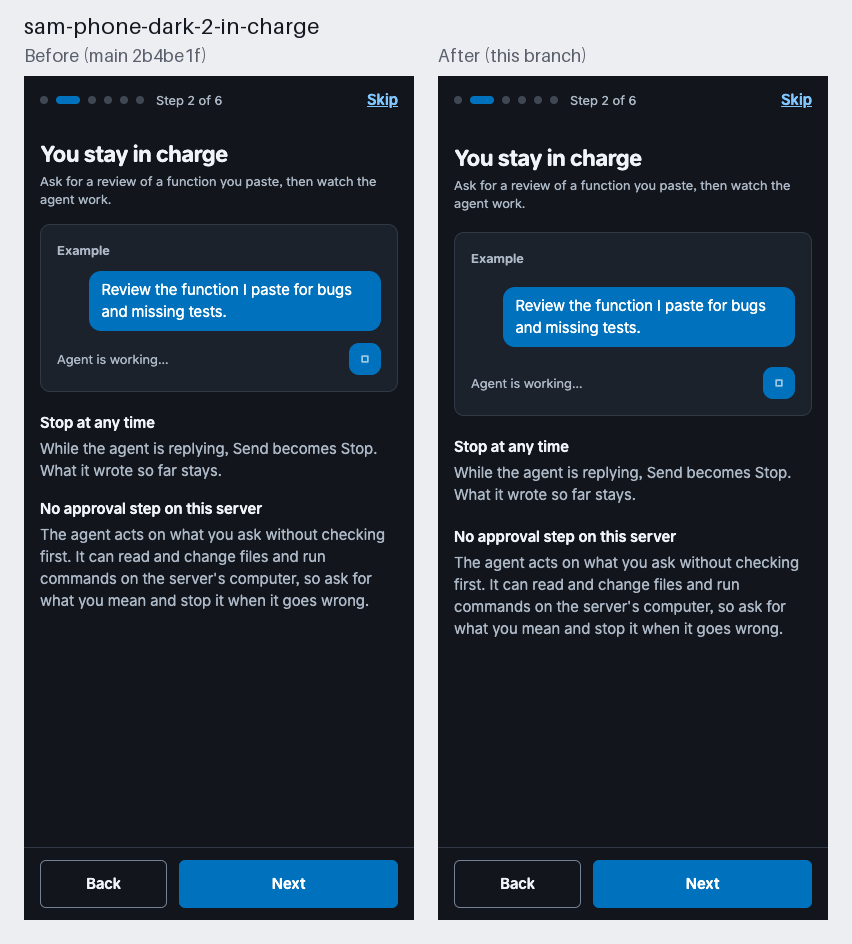 sam-phone-dark-2-in-charge
Before (main 2b4be1f)
Step 2 of 6
Skip
You stay in charge
Ask for a review of a function you paste, then watch the
agent work.
Example
Review the function I paste for bugs
and missing tests.
Agent is working...
Stop at any time
While the agent is replying, Send becomes Stop.
What it wrote so far stays.
No approval step on this server
The agent acts on what you ask without checking
first. It can read and change files and run
commands on the server's computer, so ask for
what you mean and stop it when it goes wrong.
Back
Next
After (this branch)
Step 2 of 6
Skip
You stay in charge
Ask for a review of a function you paste, then watch the
agent work.
Example
Review the function I paste for bugs
and missing tests.
Agent is working...
Stop at any time
While the agent is replying, Send becomes Stop.
What it wrote so far stays.
No approval step on this server
The agent acts on what you ask without checking
first. It can read and change files and run
commands on the server's computer, so ask for
what you mean and stop it when it goes wrong.
Back
Next